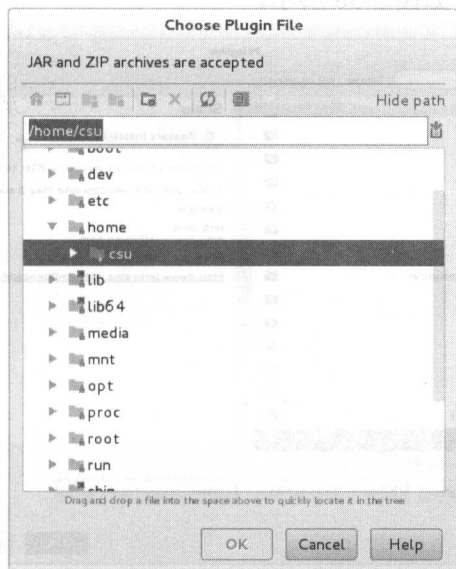 Choose Plugin File
JAR and ZIP archives are accepted
Hide path
/home/csu
boot
dev
etc
home
csu
lib
lib64
media
mnt
opt
proc
root
run
sbin
Drag and drop a file into the space above to quickly locate it in the tree
OK Cancel Help